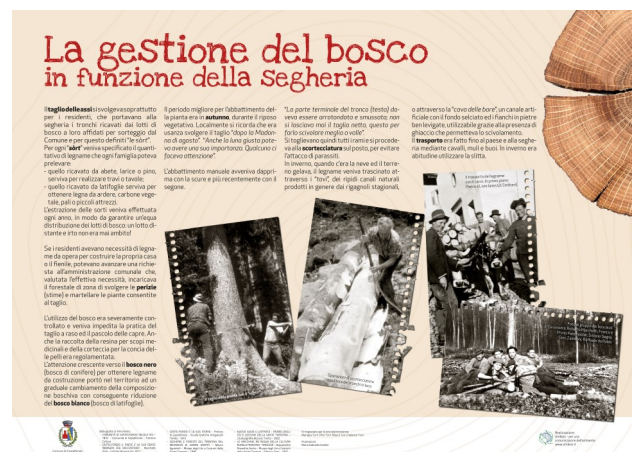 La gestione del bosco
in funzione della segheria
Il taglio delle assi si svolgeva soprattutto
per i residenti, che portavano alla
segheria i tronchi ricavati dai lotti di
bosco a loro affidati per sorteggio dal
Comune e per questo definiti "le sòrt".
Per ogni "sòrt" veniva specificato il quanti-
tativo di legname che ogni famiglia poteva
prelevare:
- quello ricavato da abete, larice o pino,
serviva per realizzare travi o tavole;
- quello ricavato da latifoglie serviva per
ottenere legna da ardere, carbone vege-
tale, pali o piccoli attrezzi.
L'estrazione delle sorti veniva effettuata
ogni anno, in modo da garantire un'equa
distribuzione dei lotti di bosco: un lotto di-
stante e irto non era mai ambito!
Se i residenti avevano necessità di legna-
me da opera per costruire la propria casa
o il fienile, potevano avanzare una richie-
sta all'amministrazione comunale che,
valutata l'effettiva necessità, incaricava
il forestale di zona di svolgere le perizie
(stime) e martellare le piante consentite
al taglio.
L'utilizzo del bosco era severamente con-
trollato e veniva impedita la pratica del
taglio a raso ed il pascolo delle capre. An-
che la raccolta della resina per scopi me-
dicinali e della corteccia per la concia del-
le pelli era regolamentata.
L'attenzione crescente verso il bosco nero
(bosco di conifere) per ottenere legname
da costruzione portò nel territorio ad un
graduale cambiamento della composizio-
ne boschiva con conseguente riduzione
del bosco bianco (bosco di latifoglie).
Il periodo migliore per l'abbattimento del-
la pianta era in autunno, durante il riposo
vegetativo. Localmente si ricorda che era
usanza svolgere il taglio "dopo la Madon-
na di agosto". "Anche la luna giusta pote-
va avere una sua importanza. Qualcuno ci
faceva attenzione".
L'abbattimento manuale avveniva dappri-
ma con la scure e più recentemente con il
segone.
"La parte terminale del tronco (testa) do-
veva essere arrotondata e smussata; non
si lasciava mai il taglio netto, questo per
farlo scivolare meglio a valle".
Si toglievano quindi tutti i rami e si procede-
va alla scortecciatura sul posto, per evitare
l'attacco di parassiti.
In inverno, quando c'era la neve ed il terre-
no gelava, il legname veniva trascinato at-
traverso i "tovi", dei ripidi canali naturali
prodotti in genere dai rigagnoli stagionali,
o attraverso la "cava delle bore", un canale arti-
ficiale con il fondo selciato ed i fianchi in pietre
ben levigate, utilizzabile grazie alla presenza di
ghiaccio che permetteva lo scivolamento.
Il trasporto era fatto fino al paese e alla seghe-
ria mediante cavalli, muli e buoi. In inverno era
abitudine utilizzare la slitta.